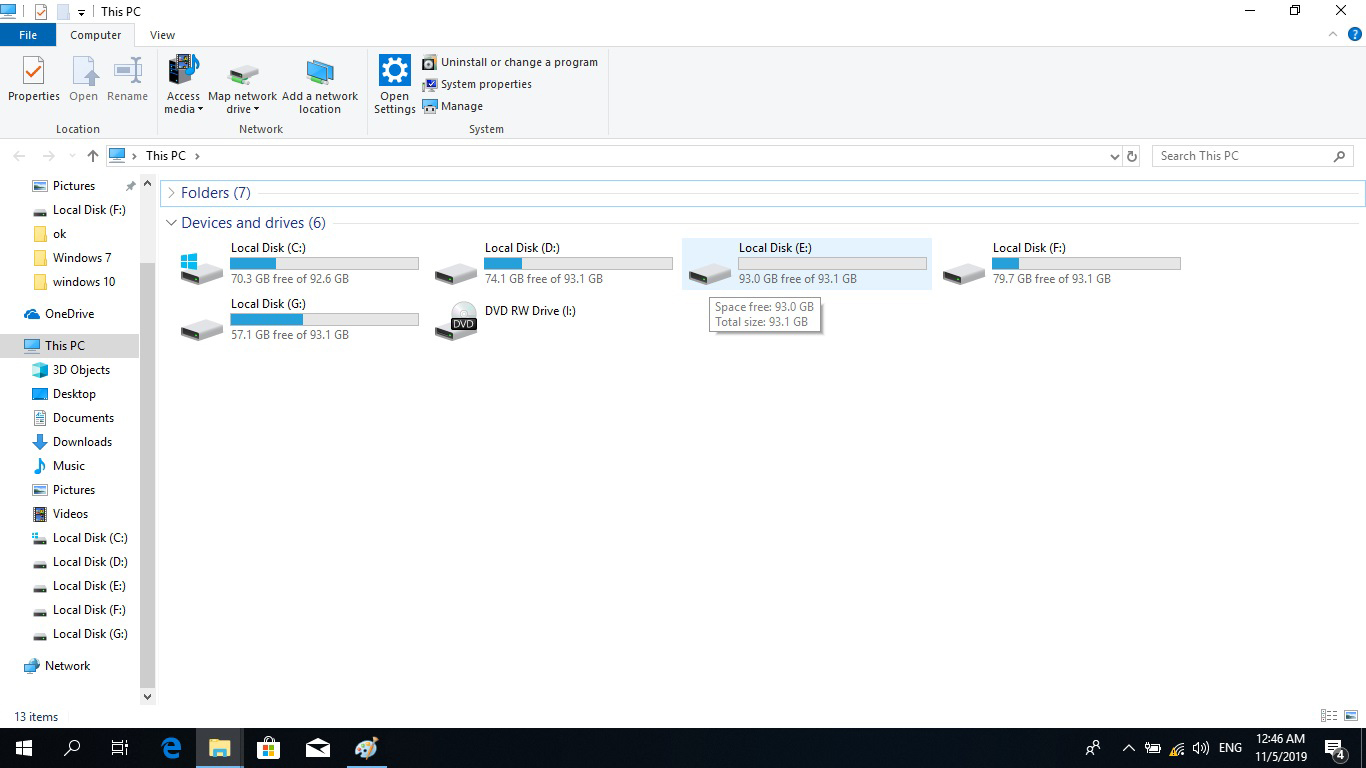 This PC
File
Computer
View
Properties
Open
Rename
Access media
Map network drive
Add a network location
Open Settings
Uninstall or change a program
System properties
Manage
Location
Network
System
This PC
Search This PC
Pictures
Local Disk (F:)
ok
Windows 7
windows 10
OneDrive
This PC
3D Objects
Desktop
Documents
Downloads
Music
Pictures
Videos
Local Disk (C:)
Local Disk (D:)
Local Disk (E:)
Local Disk (F:)
Local Disk (G:)
Network
Folders (7)
Devices and drives (6)
Local Disk (C:)
70.3 GB free of 92.6 GB
Local Disk (D:)
74.1 GB free of 93.1 GB
Local Disk (E:)
93.0 GB free of 93.1 GB
Local Disk (F:)
79.7 GB free of 93.1 GB
Local Disk (G:)
57.1 GB free of 93.1 GB
DVD RW Drive (I:)
DVD
Space free: 93.0 GB
Total size: 93.1 GB
13 items
ENG
12:46 AM
11/5/2019
4